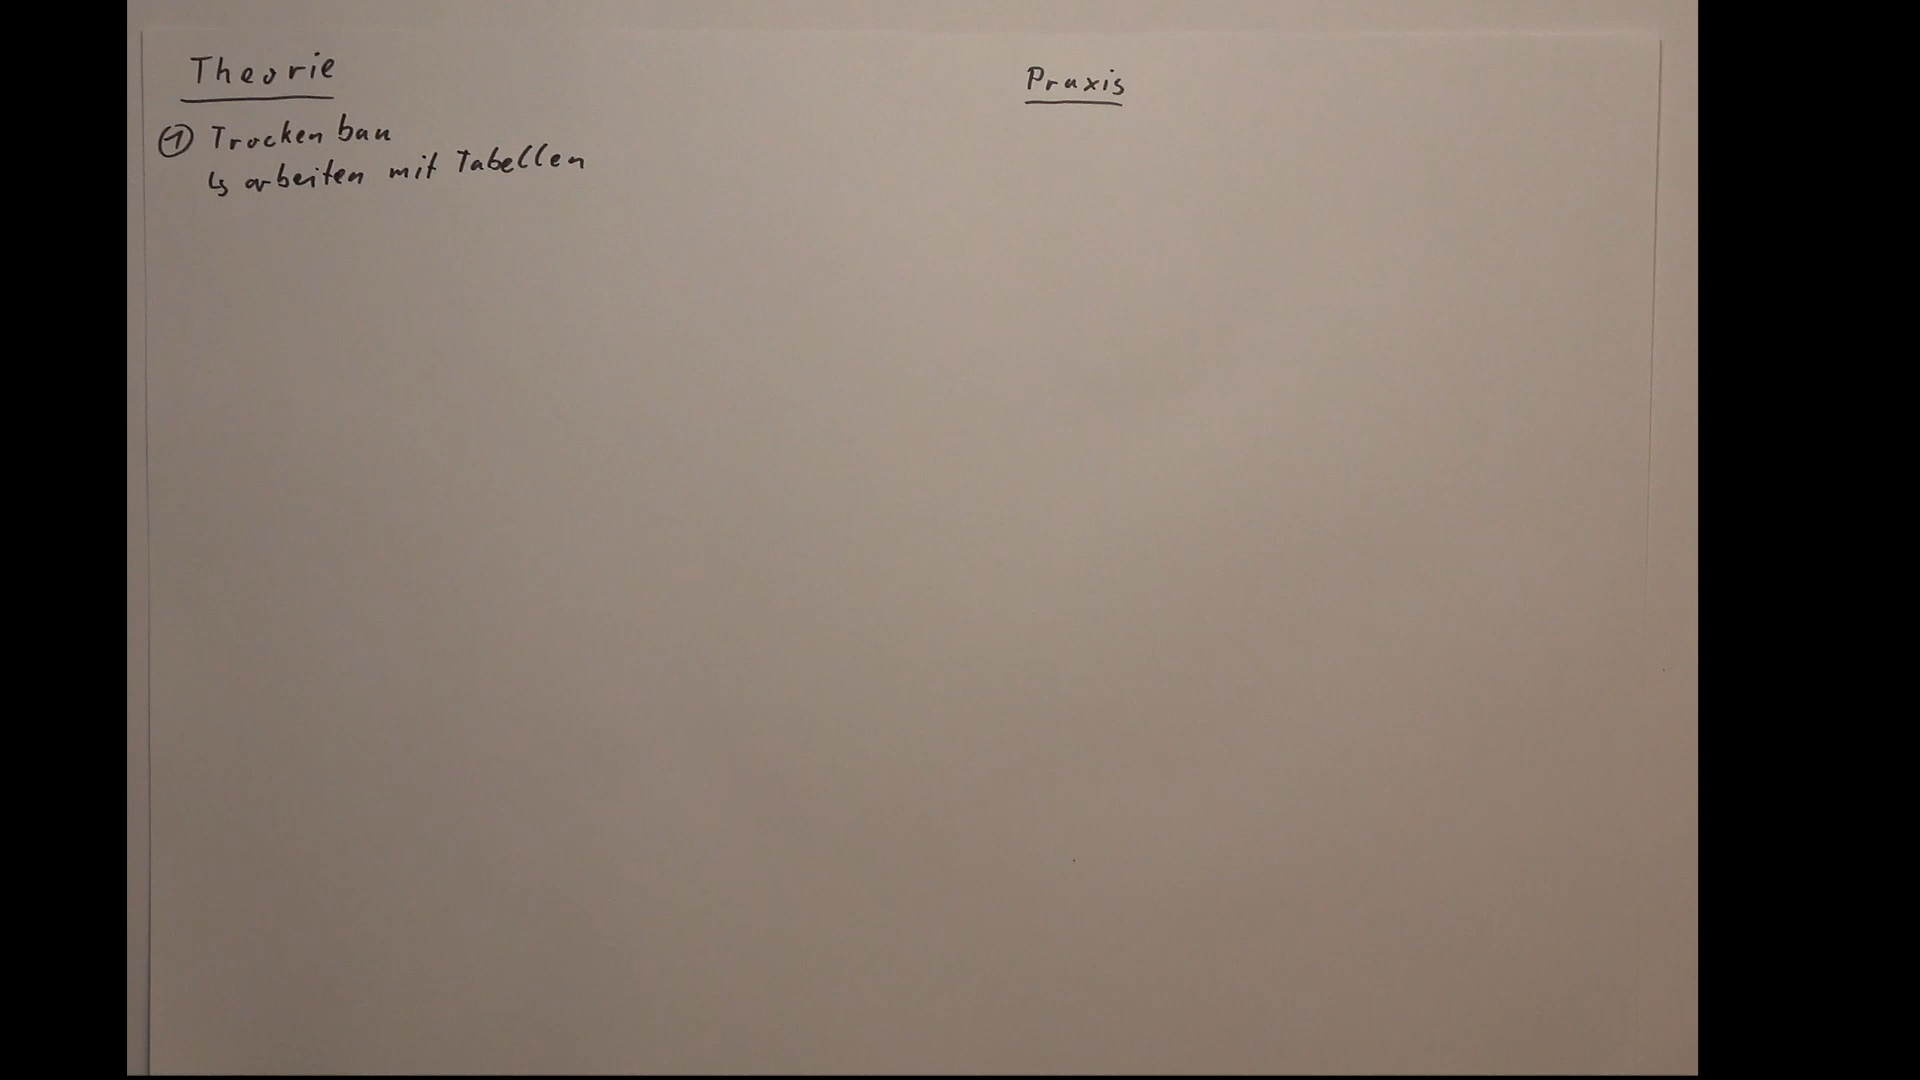 Theorie
Praxis
① Trockenbau
↳ arbeiten mit Tabellen